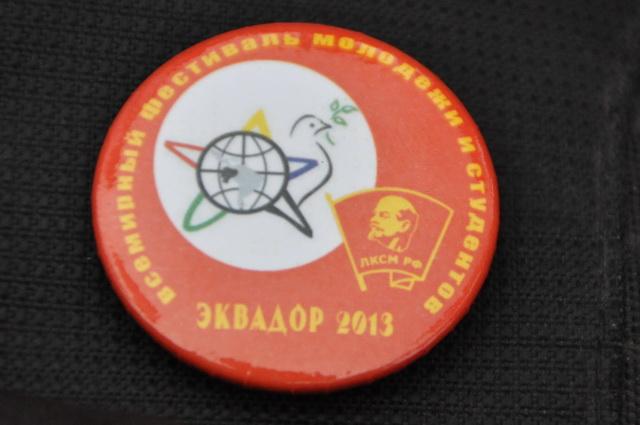 Всемирный фестиваль молодежи и студентов
ЛКСМ РФ
ЭКВАДОР 2013